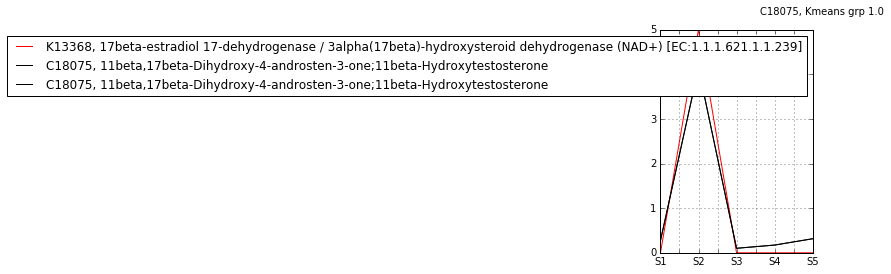 C18075, Kmeans grp 1.0
K13368, 17beta-estradiol 17-dehydrogenase / 3alpha(17beta)-hydroxysteroid dehydrogenase (NAD+) [EC:1.1.1.621.1.1.239]
C18075, 11beta,17beta-Dihydroxy-4-androsten-3-one;11beta-Hydroxytestosterone
C18075, 11beta,17beta-Dihydroxy-4-androsten-3-one;11beta-Hydroxytestosterone
5
3
2
1
0
S1 S2 S3 S4 S5